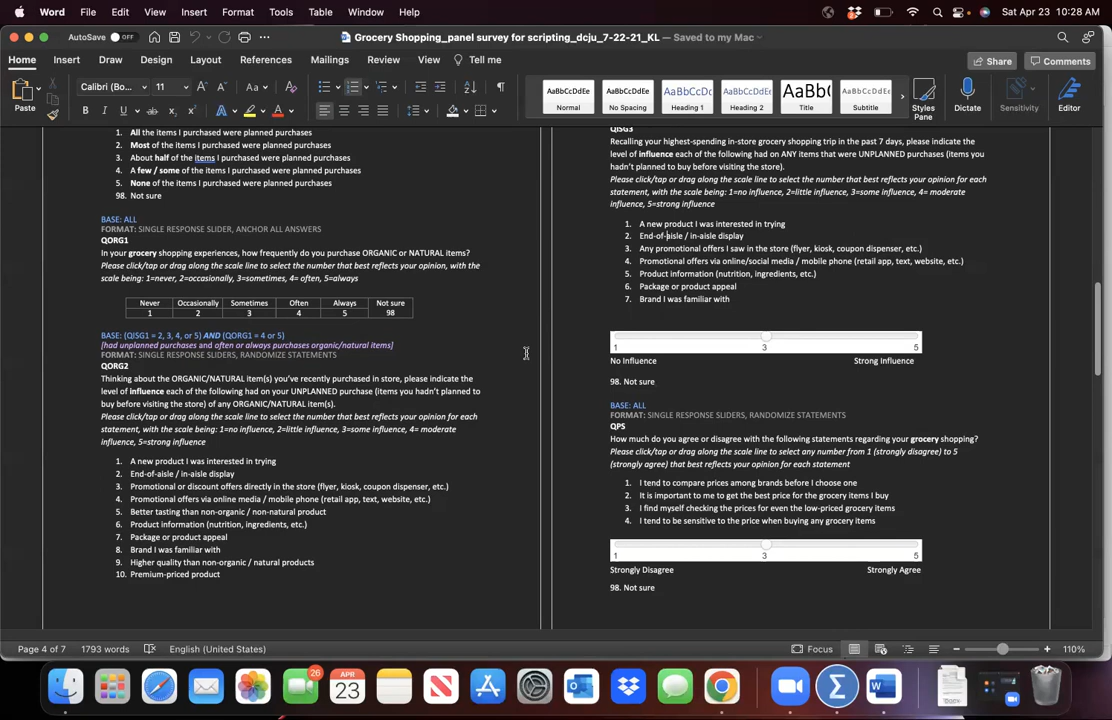 Word File Edit View Insert Format Tools Table Window Help Sat Apr 23 10:28 AM
AutoSave OFF Grocery Shopping_panel survey for scripting_dcju_7-22-21_KL — Saved to my Mac
Home Insert Draw Design Layout References Mailings Review View Tell me Share Comments
Paste Calibri (Bo... 11 AaBbCcDdEe Normal AaBbCcDdEe No Spacing AaBbCcDc Heading 1 AaBbCcDdEe Heading 2 AaBbC Title AaBbCcDdEe Subtitle Styles Pane Dictate Sensitivity Editor
1. All the items I purchased were planned purchases
2. Most of the items I purchased were planned purchases
3. About half of the items I purchased were planned purchases
4. A few / some of the items I purchased were planned purchases
5. None of the items I purchased were planned purchases
98. Not sure
BASE: ALL
FORMAT: SINGLE RESPONSE SLIDER, ANCHOR ALL ANSWERS
QORG1
In your grocery shopping experiences, how frequently do you purchase ORGANIC or NATURAL items?
Please click/tap or drag along the scale line to select the number that best reflects your opinion, with the
scale being: 1=never, 2=occasionally, 3=sometimes, 4= often, 5=always
Never Occasionally Sometimes Often Always Not sure
1 2 3 4 5 98
BASE: (QISG1 = 2, 3, 4, or 5) AND (QORG1 = 4 or 5)
[had unplanned purchases and often or always purchases organic/natural items]
FORMAT: SINGLE RESPONSE SLIDERS, RANDOMIZE STATEMENTS
QORG2
Thinking about the ORGANIC/NATURAL item(s) you've recently purchased in store, please indicate the
level of influence each of the following had on your UNPLANNED purchase (items you hadn't planned to
buy before visiting the store) of any ORGANIC/NATURAL item(s).
Please click/tap or drag along the scale line to select the number that best reflects your opinion for each
statement, with the scale being: 1=no influence, 2=little influence, 3=some influence, 4= moderate
influence, 5=strong influence
1. A new product I was interested in trying
2. End-of-aisle / in-aisle display
3. Promotional or discount offers directly in the store (flyer, kiosk, coupon dispenser, etc.)
4. Promotional offers via online media / mobile phone (retail app, text, website, etc.)
5. Better tasting than non-organic / non-natural product
6. Product information (nutrition, ingredients, etc.)
7. Package or product appeal
8. Brand I was familiar with
9. Higher quality than non-organic / natural products
10. Premium-priced product
QISG3
Recalling your highest-spending in-store grocery shopping trip in the past 7 days, please indicate the
level of influence each of the following had on ANY items that were UNPLANNED purchases (items you
hadn't planned to buy before visiting the store).
Please click/tap or drag along the scale line to select the number that best reflects your opinion for each
statement, with the scale being: 1=no influence, 2=little influence, 3=some influence, 4= moderate
influence, 5=strong influence
1. A new product I was interested in trying
2. End-of-aisle / in-aisle display
3. Any promotional offers I saw in the store (flyer, kiosk, coupon dispenser, etc.)
4. Promotional offers via online/social media / mobile phone (retail app, text, website, etc.)
5. Product information (nutrition, ingredients, etc.)
6. Package or product appeal
7. Brand I was familiar with
1 3 5
No Influence Strong Influence
98. Not sure
BASE: ALL
FORMAT: SINGLE RESPONSE SLIDERS, RANDOMIZE STATEMENTS
QPS
How much do you agree or disagree with the following statements regarding your grocery shopping?
Please click/tap or drag along the scale line to select any number from 1 (strongly disagree) to 5
(strongly agree) that best reflects your opinion for each statement
1. I tend to compare prices among brands before I choose one
2. It is important to me to get the best price for the grocery items I buy
3. I find myself checking the prices for even the low-priced grocery items
4. I tend to be sensitive to the price when buying any grocery items
1 3 5
Strongly Disagree Strongly Agree
98. Not sure
Page 4 of 7 1793 words English (United States) Focus 110%
26
APR
23